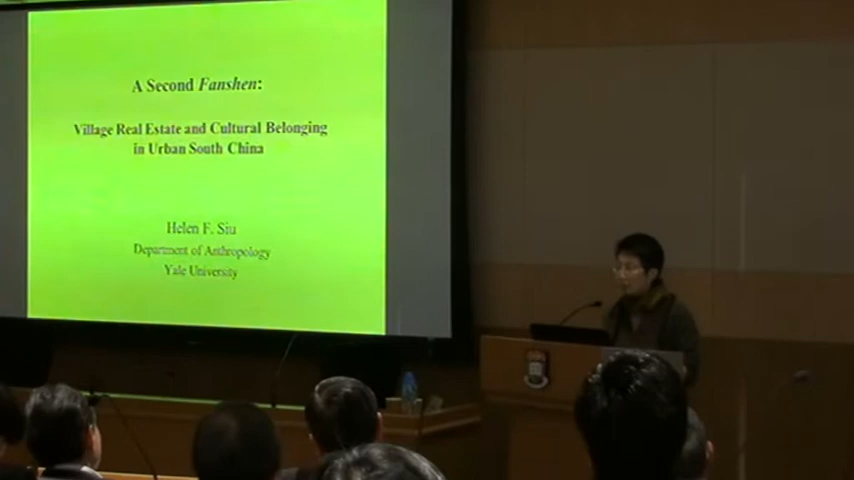 A Second Fanshen:
Village Real Estate and Cultural Belonging
in Urban South China
Helen F. Siu
Department of Anthropology
Yale University